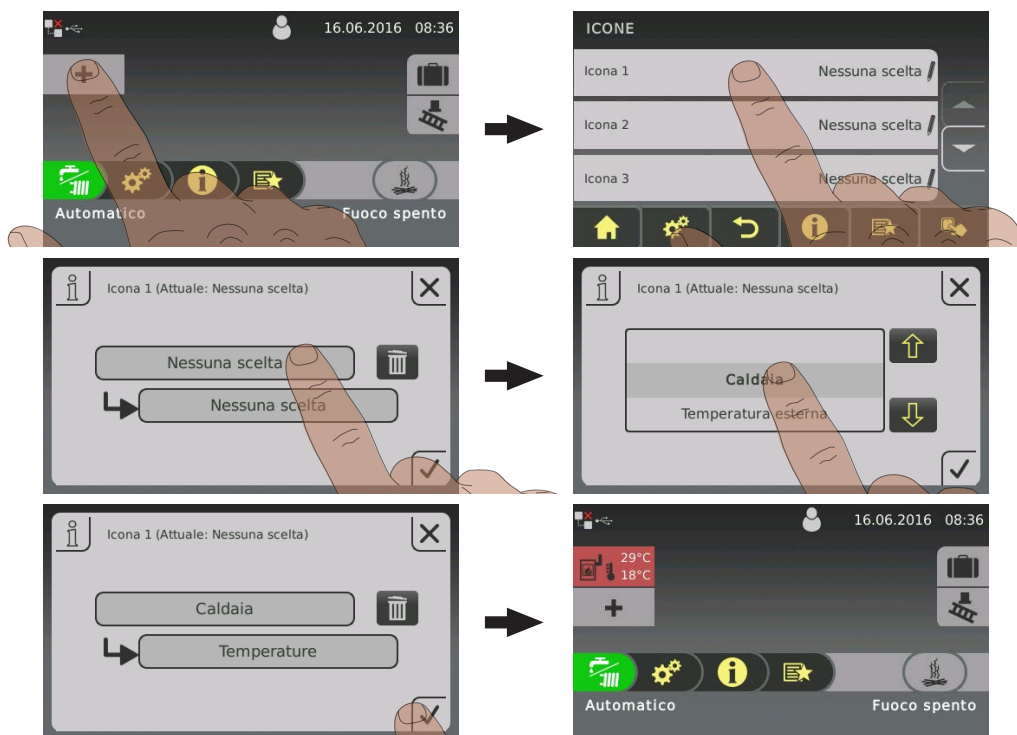 16.06.2016 08:36
Automatico
Fuoco spento
ICONE
Icona 1 Nessuna scelta
Icona 2 Nessuna scelta
Icona 3 Nessuna scelta
Icona 1 (Attuale: Nessuna scelta)
Nessuna scelta
Nessuna scelta
Icona 1 (Attuale: Nessuna scelta)
Caldaia
Temperatura esterna
Icona 1 (Attuale: Nessuna scelta)
Caldaia
Temperature
16.06.2016 08:36
29°C
18°C
Automatico
Fuoco spento